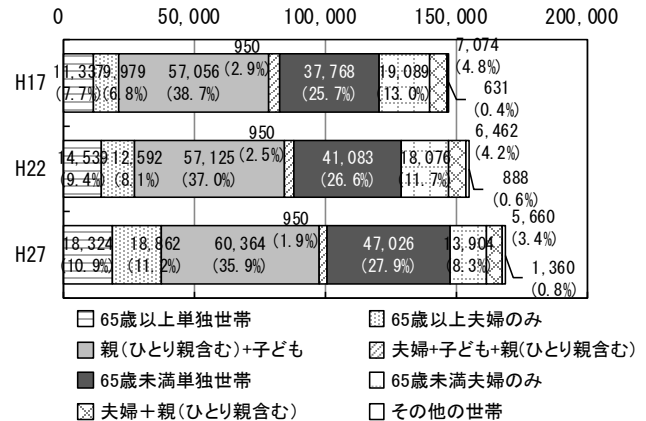 0 50,000 100,000 150,000 200,000
950 7,074
11,337 9,979 57,056 (2.9%) 37,768 19,089 (4.8%)
H17 (7.7%) (6.8%) (38.7%) (25.7%) (13.0%) 631
(0.4%)
950 6,462
14,539 12,592 57,125 (2.5%) 41,083 18,076 (4.2%)
H22 (9.4%) (8.1%) (37.0%) (26.6%) (11.7%) 888
(0.6%)
950 5,660
18,324 18,862 60,364 (1.9%) 47,026 13,904 (3.4%)
H27 (10.9%) (11.2%) (35.9%) (27.9%) (8.3%) 1,360
(0.8%)
65歳以上単独世帯 65歳以上夫婦のみ
親(ひとり親含む)+子ども 夫婦+子ども+親(ひとり親含む)
65歳未満単独世帯 65歳未満夫婦のみ
夫婦＋親(ひとり親含む) その他の世帯